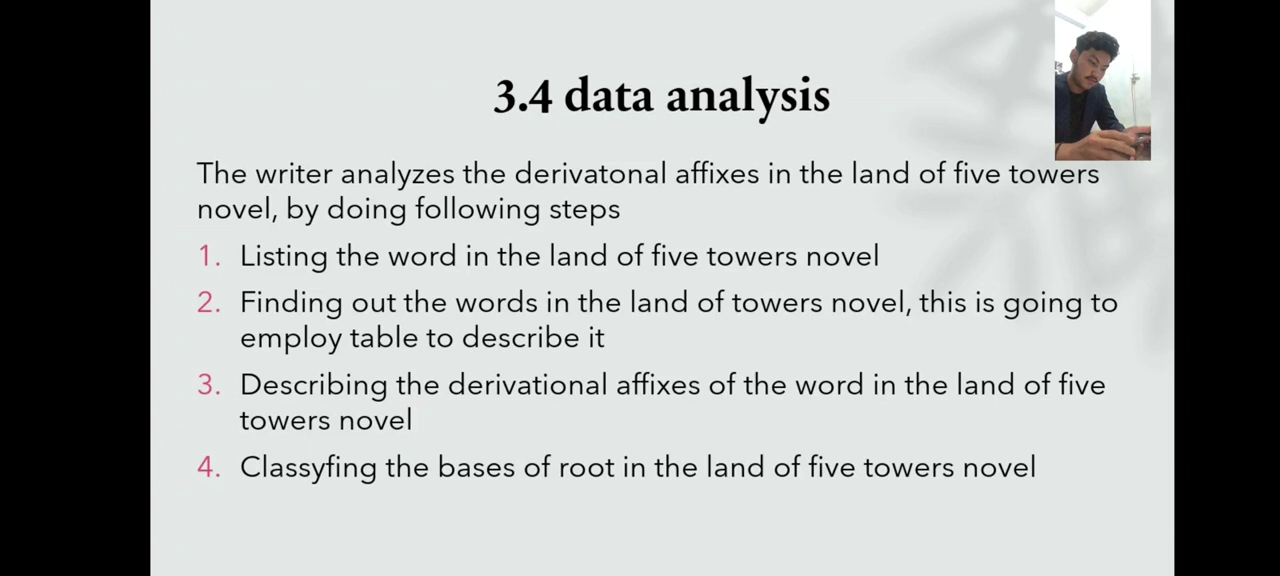 3.4 data analysis
The writer analyzes the derivatonal affixes in the land of five towers
novel, by doing following steps
1. Listing the word in the land of five towers novel
2. Finding out the words in the land of towers novel, this is going to
employ table to describe it
3. Describing the derivational affixes of the word in the land of five
towers novel
4. Classyfing the bases of root in the land of five towers novel